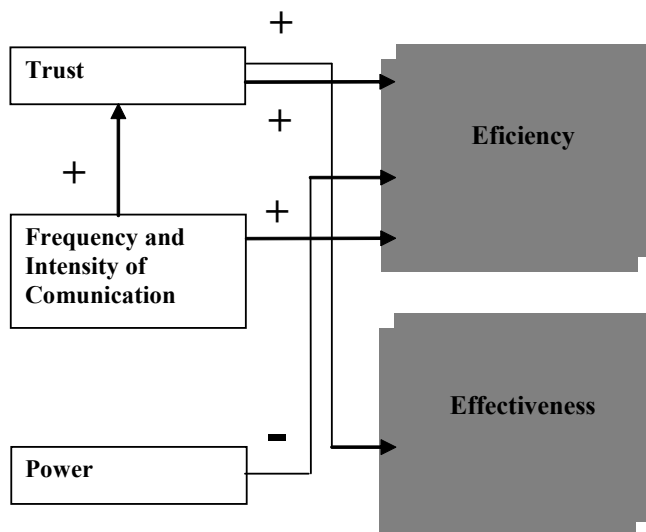 +
Trust
+
Eficiency
+
+
Frequency and
Intensity of
Comunication
Effectiveness
-
Power